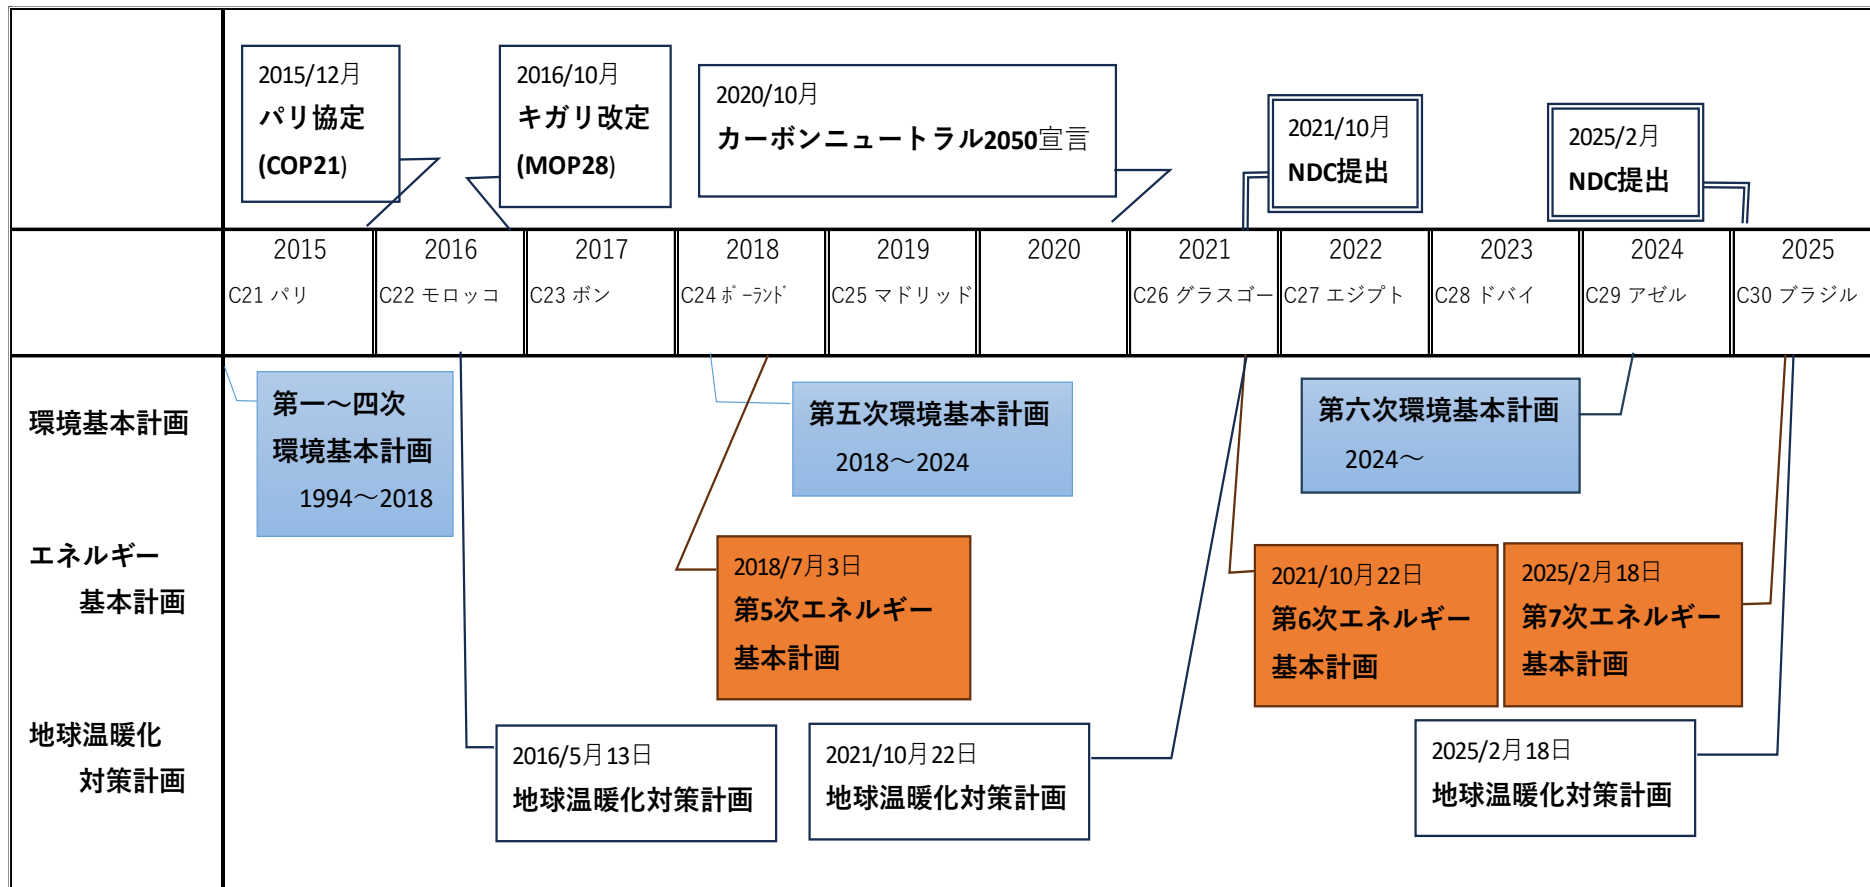 2015/12月
パリ協定
(COP21)
2016/10月
キガリ改定
(MOP28)
2020/10月
カーボンニュートラル2050宣言
2021/10月
NDC提出
2025/2月
NDC提出
2015
2016
2017
2018
2019
2020
2021
2022
2023
2024
2025
C21 パリ
C22 モロッコ
C23 ボン
C24 ﾎﾟｰﾗﾝﾄﾞ
C25 マドリッド
C26 グラスゴー
C27 エジプト
C28 ドバイ
C29 アゼル
C30 ブラジル
環境基本計画
第一～四次
環境基本計画
1994～2018
第五次環境基本計画
2018～2024
第六次環境基本計画
2024～
エネルギー
基本計画
2018/7月3日
第5次エネルギー
基本計画
2021/10月22日
第6次エネルギー
基本計画
2025/2月18日
第7次エネルギー
基本計画
地球温暖化
対策計画
2016/5月13日
地球温暖化対策計画
2021/10月22日
地球温暖化対策計画
2025/2月18日
地球温暖化対策計画